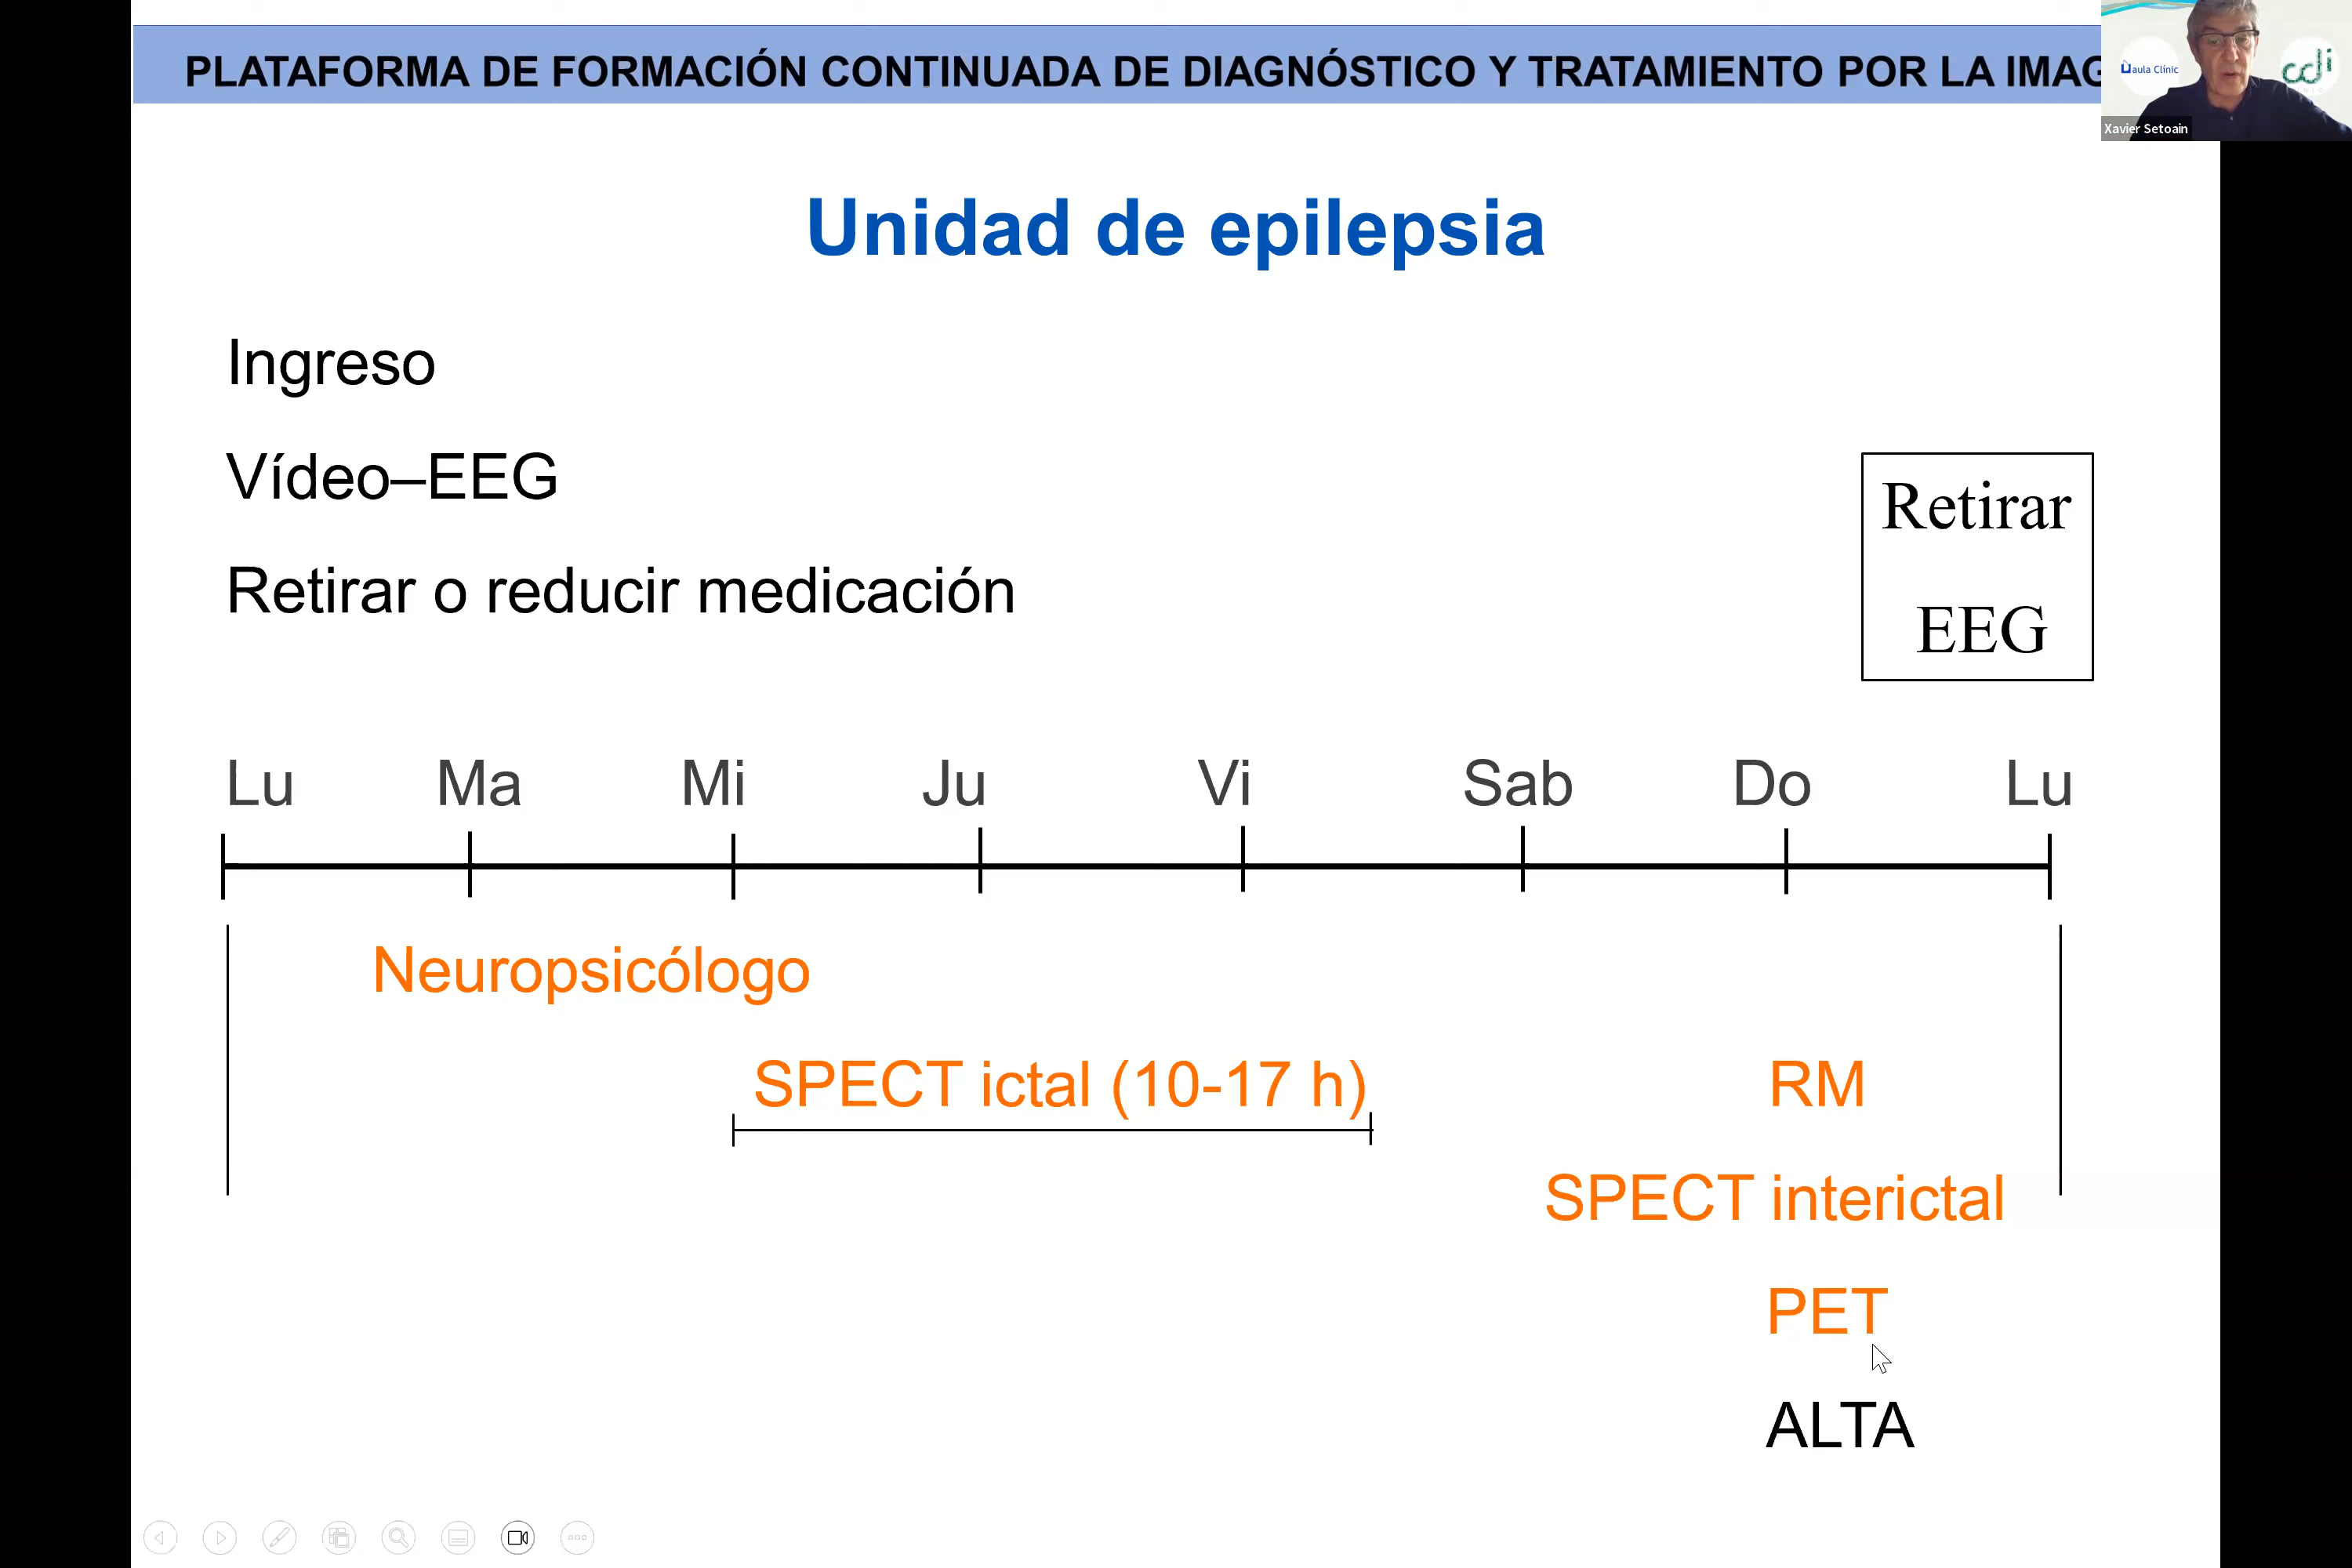 PLATAFORMA DE FORMACIÓN CONTINUADA DE DIAGNÓSTICO Y TRATAMIENTO POR LA IMAG
aula Clínic
cdi
Xavier Setoain
Unidad de epilepsia
Ingreso
Vídeo–EEG
Retirar o reducir medicación
Retirar
EEG
Lu Ma Mi Ju Vi Sab Do Lu
Neuropsicólogo
SPECT ictal (10-17 h)
RM
SPECT interictal
PET
ALTA